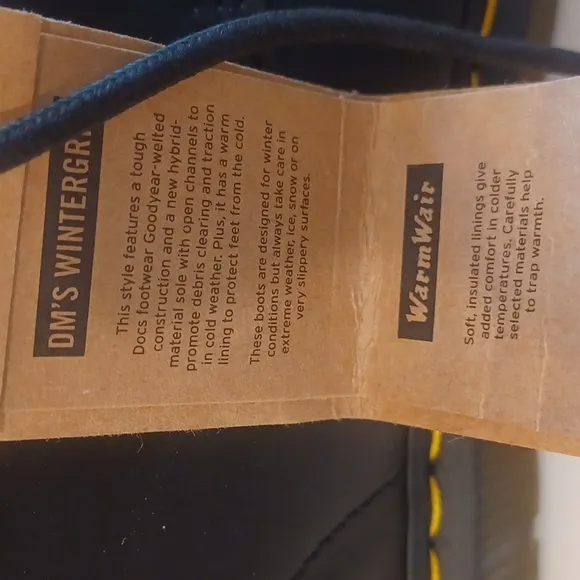 DM'S WINTERGRI
This style features a tough
Docs footwear Goodyear-welted
construction and a new hybrid-
material sole with open channels to
promote debris clearing and traction
in cold weather. Plus, it has a warm
lining to protect feet from the cold.
These boots are designed for winter
conditions but always take care in
extreme weather, ice, snow or on
very slippery surfaces.
WarmWair
Soft, insulated linings give
added comfort in colder
temperatures. Carefully
selected materials help
to trap warmth.